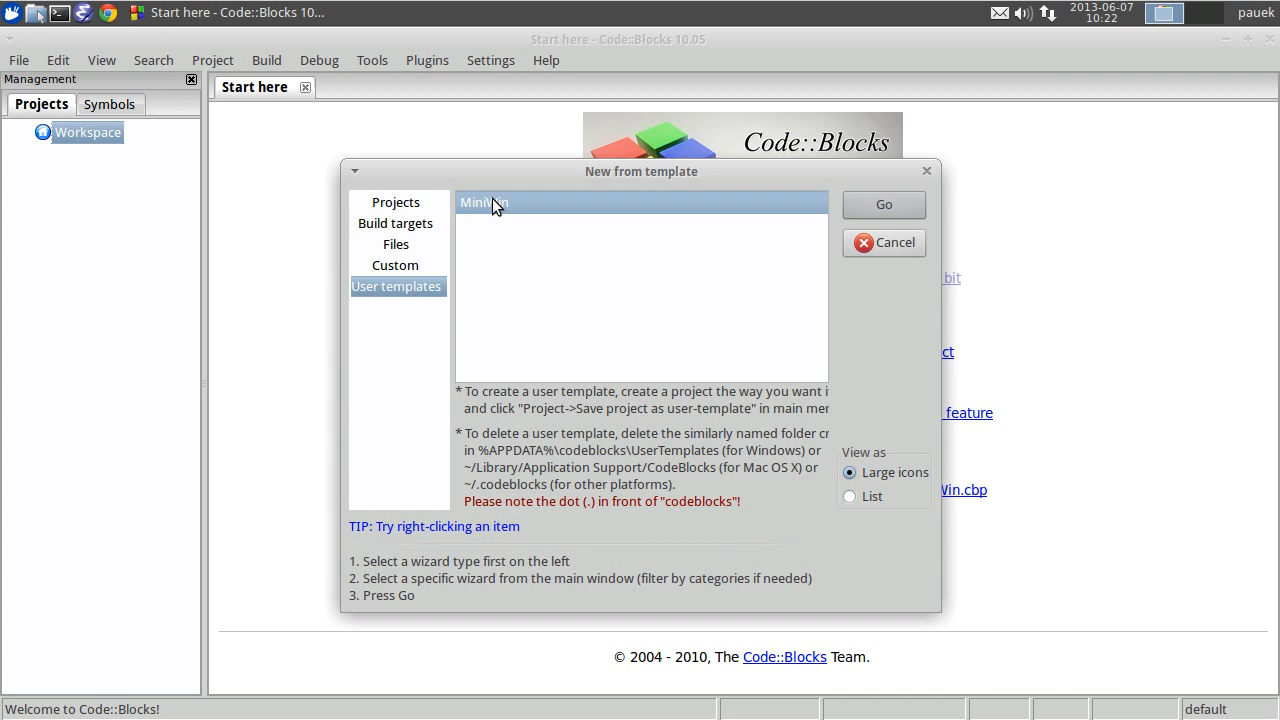 Start here - Code::Blocks 10...
2013-06-07
10:22
pauek
Start here - Code::Blocks 10.05
File Edit View Search Project Build Debug Tools Plugins Settings Help
Management
Start here
Projects Symbols
Workspace
Code::Blocks
New from template
Projects
Build targets
Files
Custom
User templates
MiniWin
Go
Cancel
bit
ct
feature
Win.cbp
* To create a user template, create a project the way you want i
and click "Project->Save project as user-template" in main mer
* To delete a user template, delete the similarly named folder cr
in %APPDATA%\codeblocks\UserTemplates (for Windows) or
~/Library/Application Support/CodeBlocks (for Mac OS X) or
~/.codeblocks (for other platforms).
Please note the dot (.) in front of "codeblocks"!
View as
Large icons
List
TIP: Try right-clicking an item
1. Select a wizard type first on the left
2. Select a specific wizard from the main window (filter by categories if needed)
3. Press Go
© 2004 - 2010, The Code::Blocks Team.
Welcome to Code::Blocks!
default